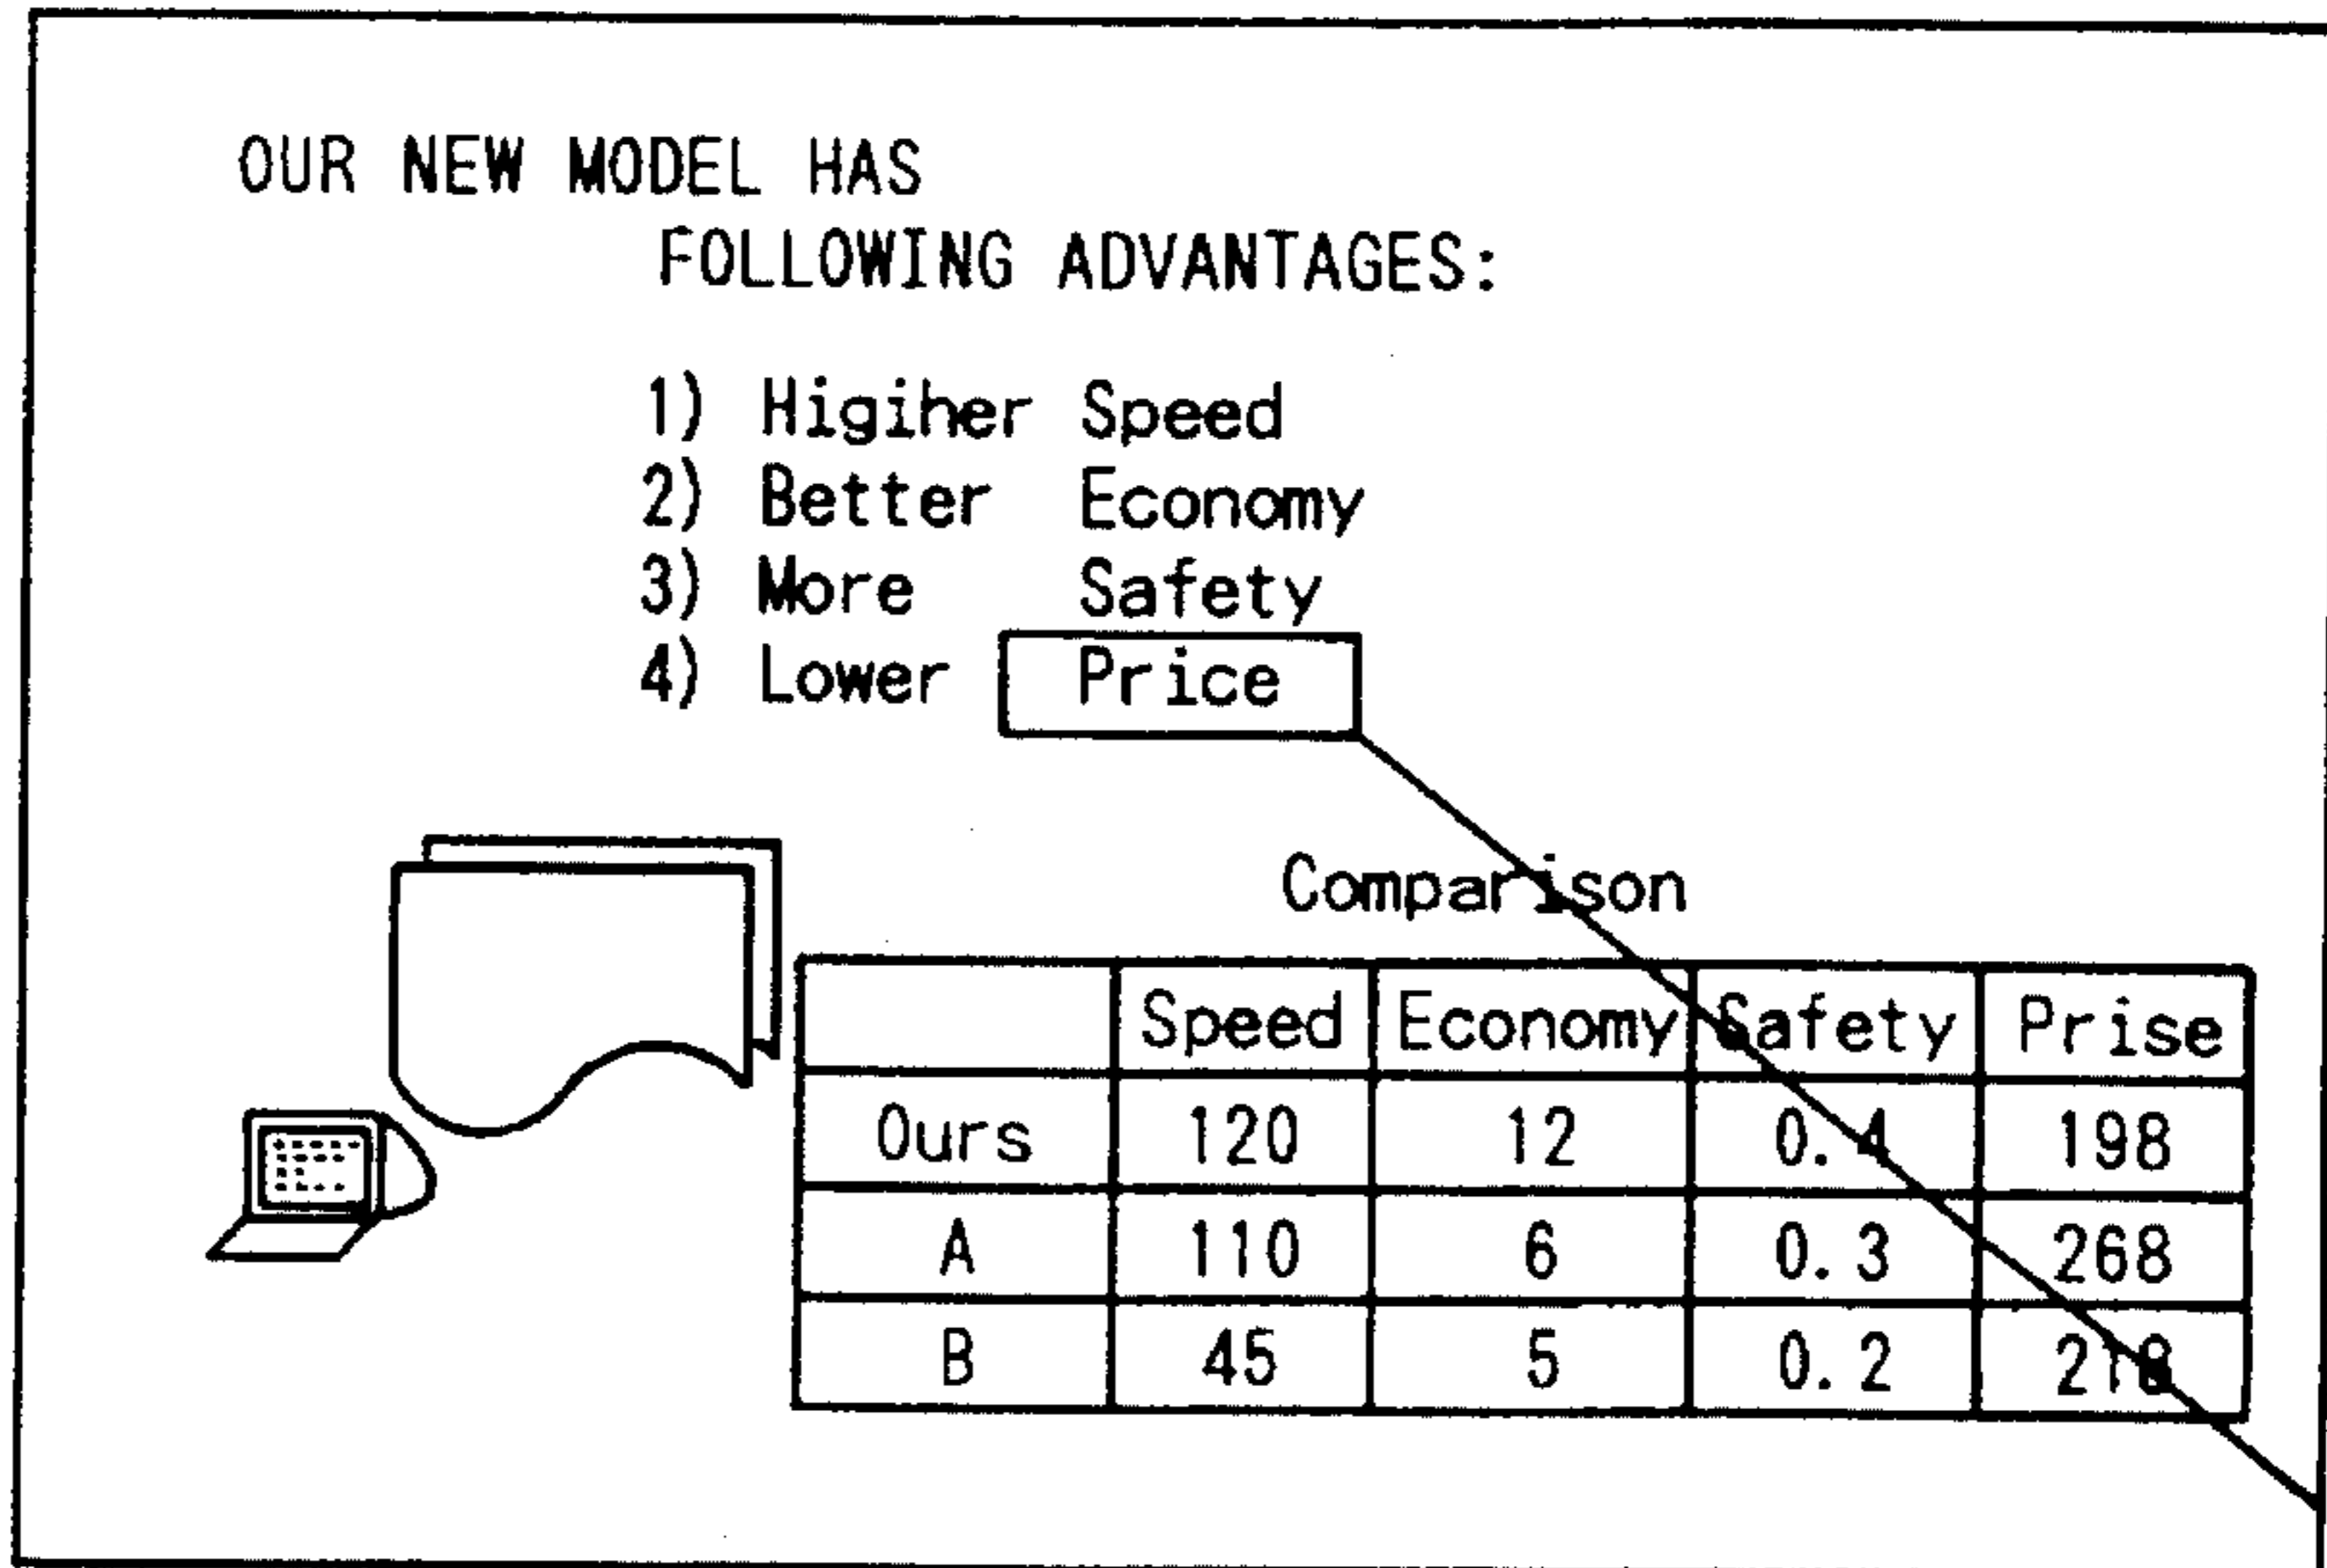 OUR NEW MODEL HAS
FOLLOWING ADVANTAGES:
1) Higiher Speed
2) Better Economy
3) More Safety
4) Lower Price
Comparison
Speed Economy Safety Prise
Ours 120 12 0.4 198
A 110 6 0.3 268
B 45 5 0.2 218